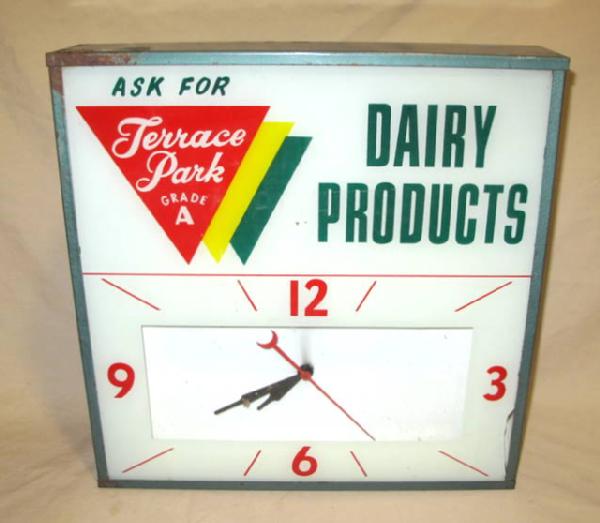 ASK FOR
Terrace
Park
GRADE
A
DAIRY
PRODUCTS
12
9
3
6